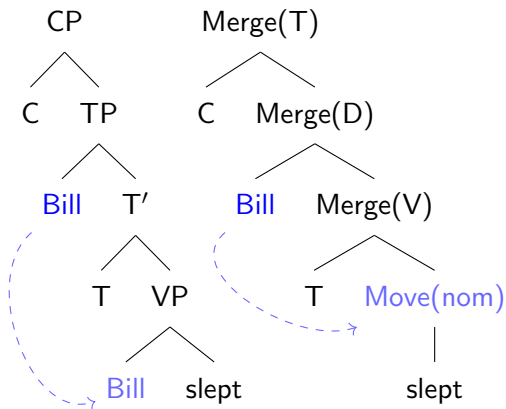 CP Merge(T)
C TP C Merge(D)
Bill T′ Bill Merge(V)
T VP T Move(nom)
Bill slept slept